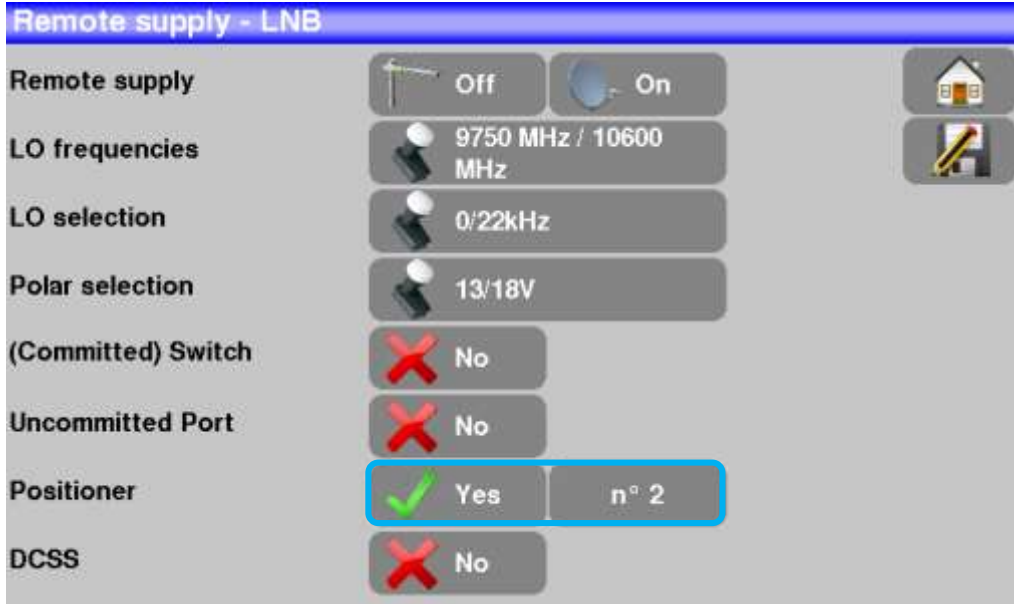 Remote supply - LNB
Remote supply Off On
LO frequencies 9750 MHz / 10600
MHz
LO selection 0/22kHz
Polar selection 13/18V
(Committed) Switch No
Uncommitted Port No
Positioner Yes n° 2
DCSS No